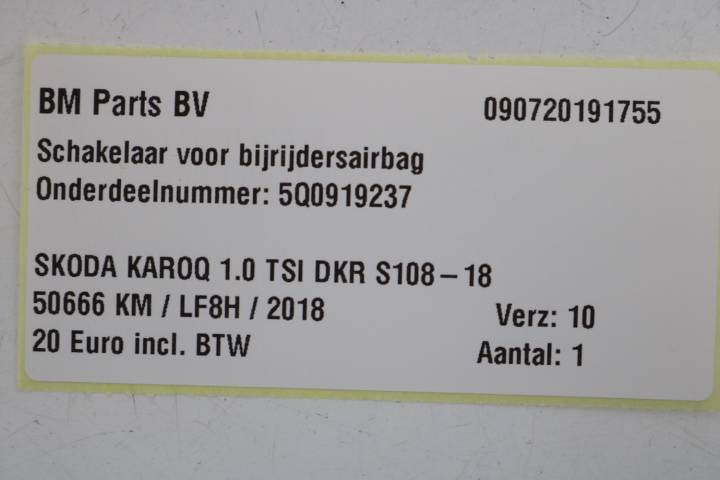 BM Parts BV 090720191755
Schakelaar voor bijrijdersairbag
Onderdeelnummer: 5Q0919237
SKODA KAROQ 1.0 TSI DKR S108-18
50666 KM / LF8H / 2018 Verz: 10
20 Euro incl. BTW Aantal: 1